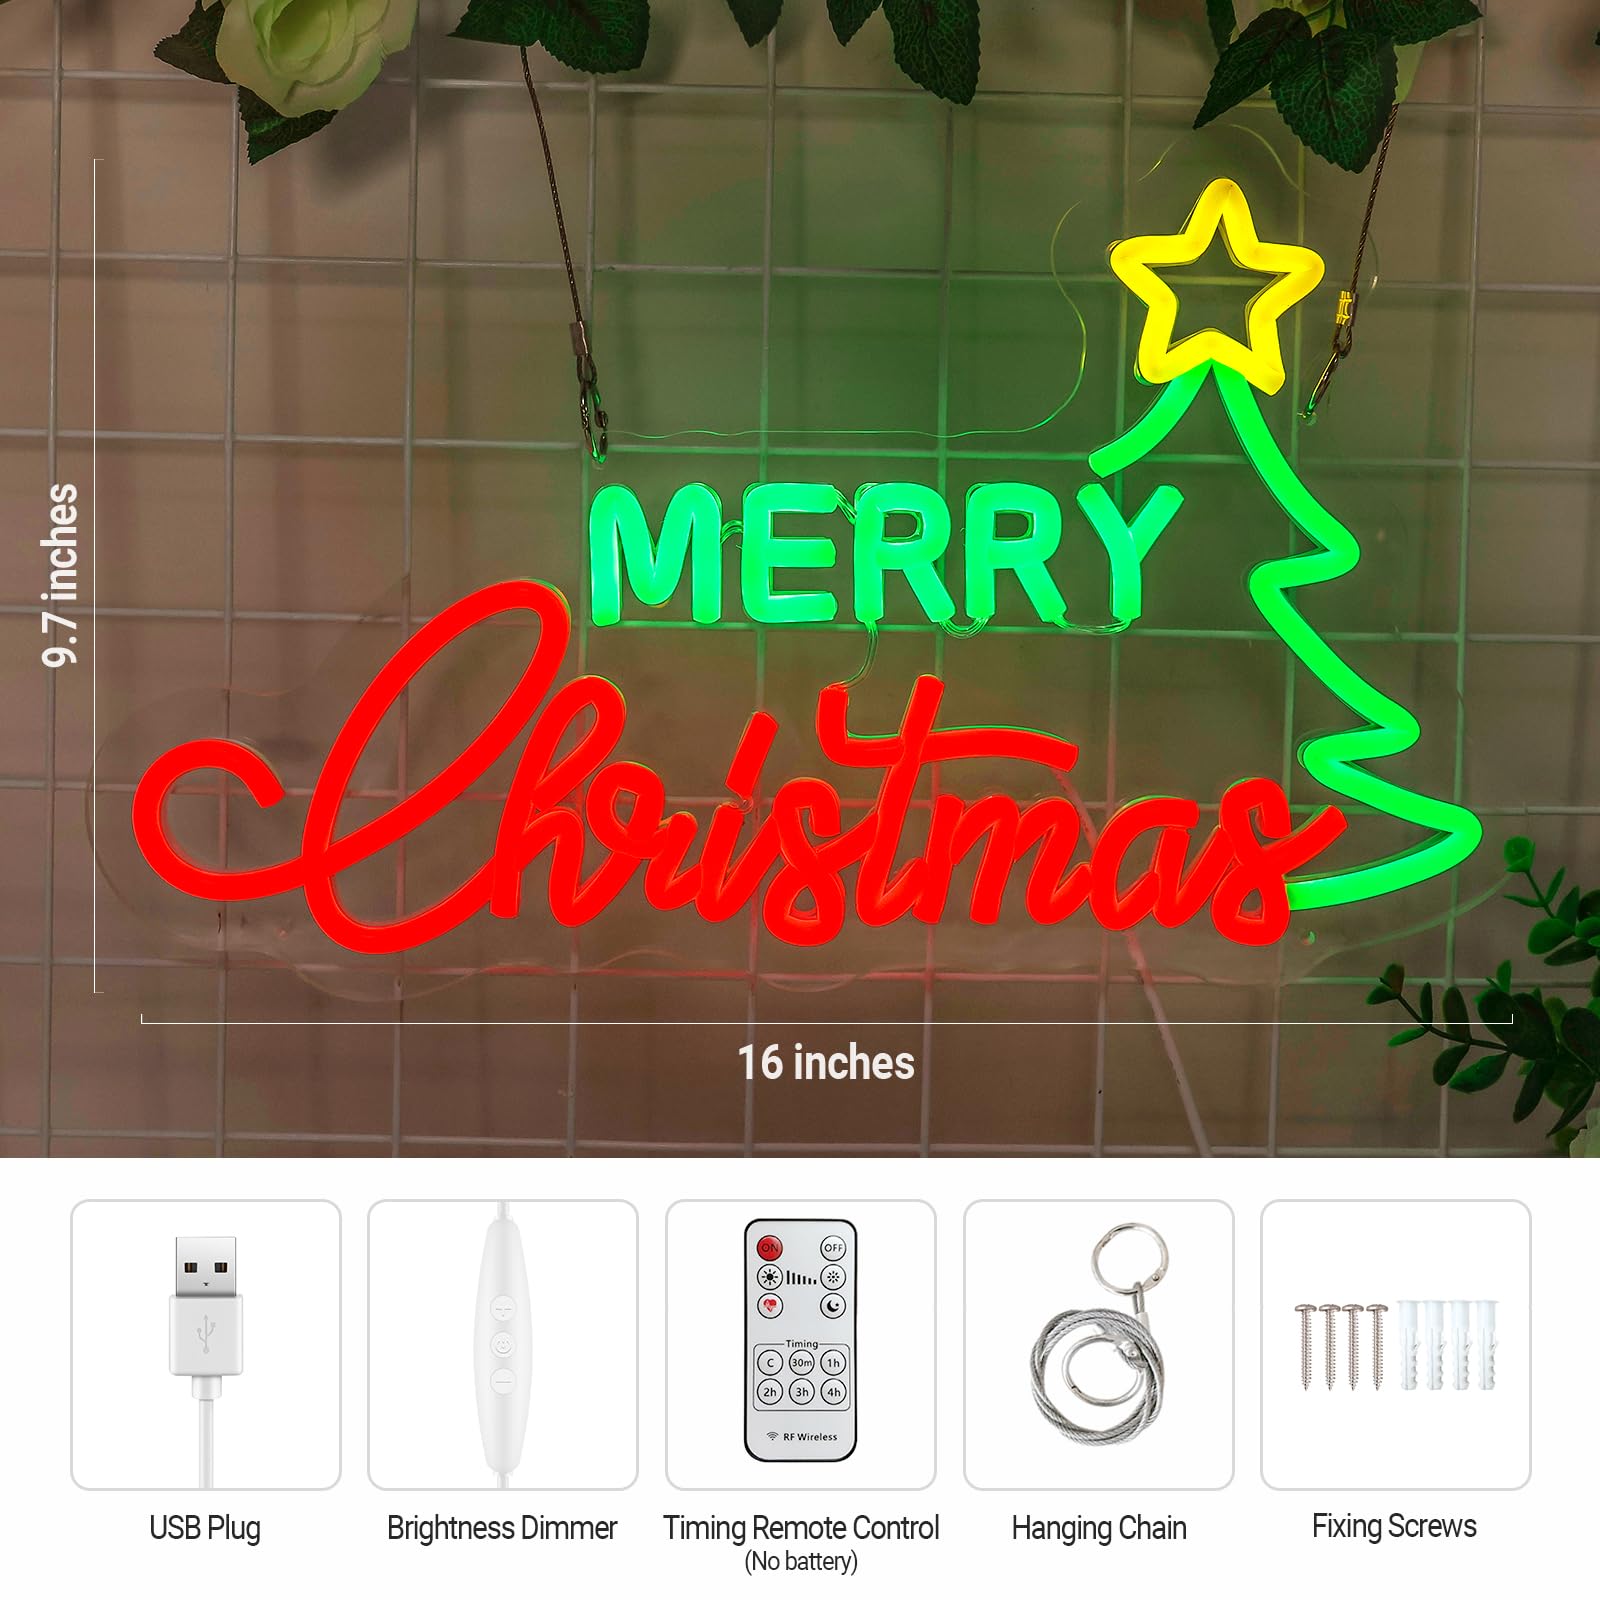 MERRY
Christmas
9.7 inches
16 inches
ON
OFF
Timing
C
30m
1h
2h
3h
4h
RF Wireless
USB Plug
Brightness Dimmer
Timing Remote Control
(No battery)
Hanging Chain
Fixing Screws